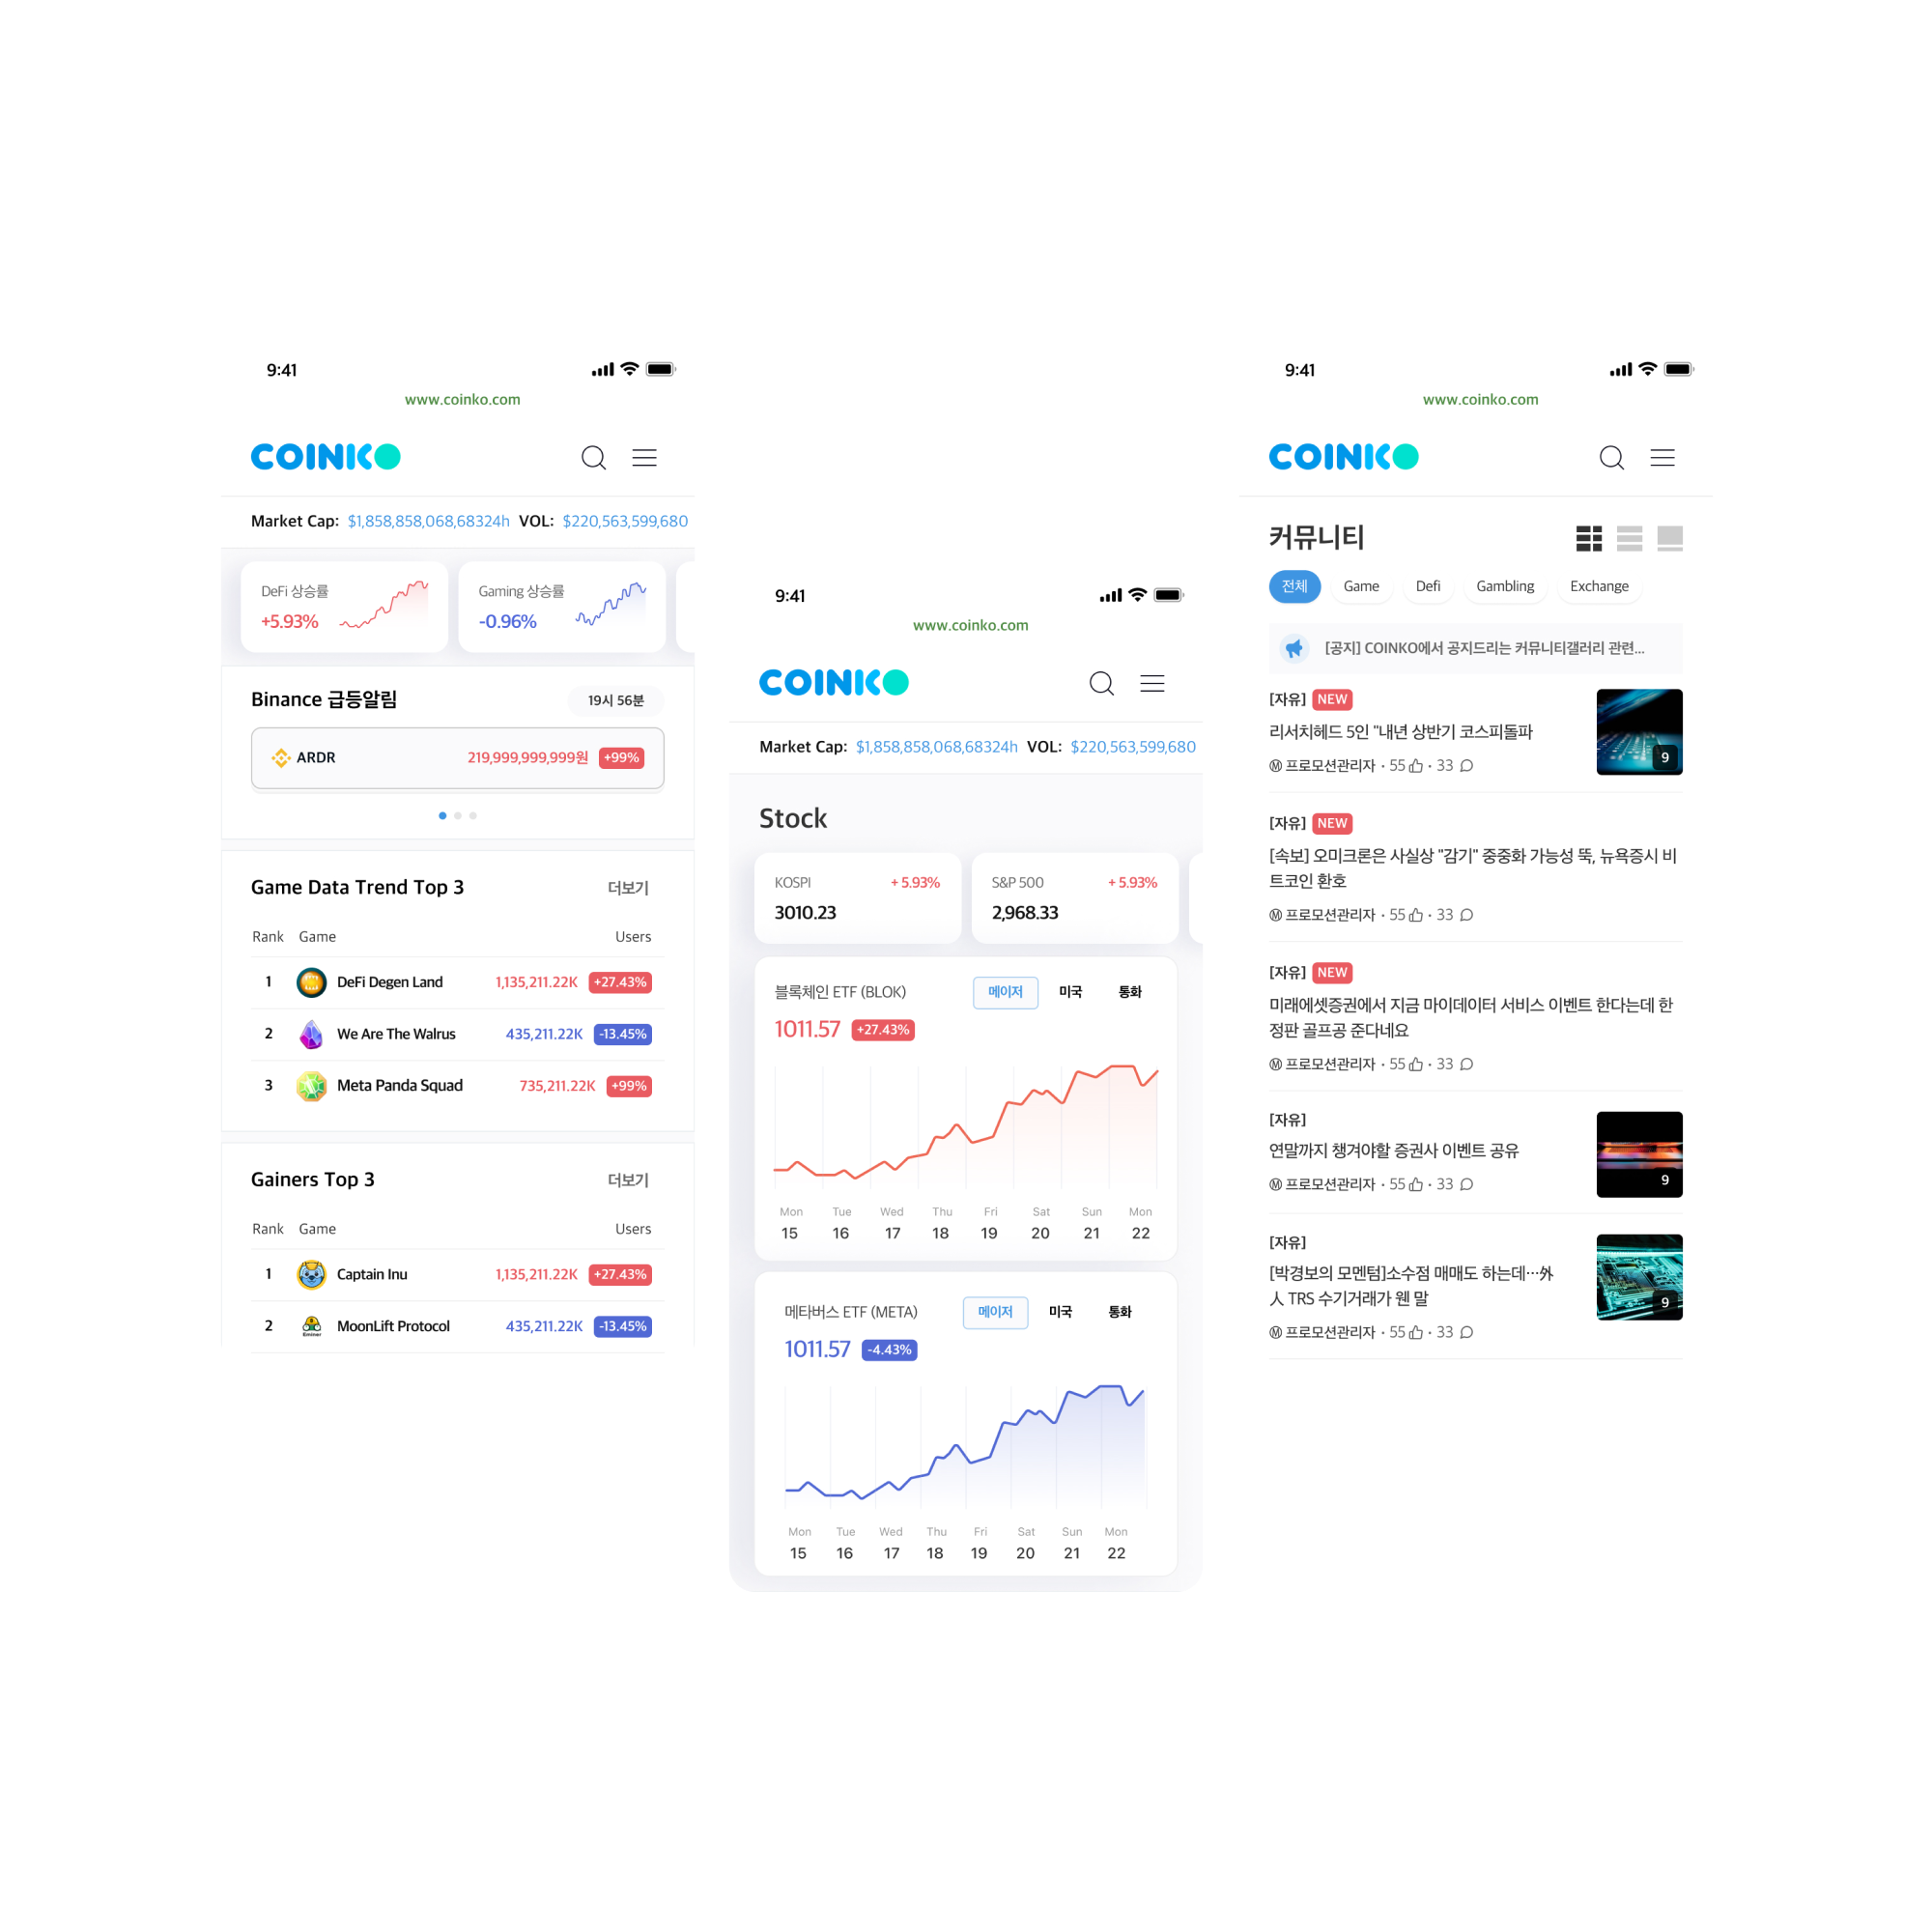 9:41
www.coinko.com
COINKO
Market Cap: $1,858,858,068,68324h VOL: $220,563,599,680
DeFi 상승률
+5.93%
Gaming 상승률
-0.96%
Binance 급등알림
19시 56분
ARDR 219,999,999,999원 +99%
Game Data Trend Top 3 더보기
Rank Game Users
1 DeFi Degen Land 1,135,211.22K +27.43%
2 We Are The Walrus 435,211.22K -13.45%
3 Meta Panda Squad 735,211.22K +99%
Gainers Top 3 더보기
Rank Game Users
1 Captain Inu 1,135,211.22K +27.43%
2 MoonLift Protocol 435,211.22K -13.45%
9:41
www.coinko.com
COINKO
Market Cap: $1,858,858,068,68324h VOL: $220,563,599,680
Stock
KOSPI + 5.93%
3010.23
S&P 500 + 5.93%
2,968.33
블록체인 ETF (BLOK) 메이저 미국 통화
1011.57 +27.43%
Mon Tue Wed Thu Fri Sat Sun Mon
15 16 17 18 19 20 21 22
메타버스 ETF (META) 메이저 미국 통화
1011.57 -4.43%
Mon Tue Wed Thu Fri Sat Sun Mon
15 16 17 18 19 20 21 22
9:41
www.coinko.com
COINKO
커뮤니티
전체 Game Defi Gambling Exchange
[공지] COINKO에서 공지드리는 커뮤니티갤러리 관련...
[자유] NEW
리서치헤드 5인 "내년 상반기 코스피돌파
Ⓜ 프로모션관리자 · 55 · 33
9
[자유] NEW
[속보] 오미크론은 사실상 "감기" 중중화 가능성 뚝, 뉴욕증시 비
트코인 환호
Ⓜ 프로모션관리자 · 55 · 33
[자유] NEW
미래에셋증권에서 지금 마이데이터 서비스 이벤트 한다는데 한
정판 골프공 준다네요
Ⓜ 프로모션관리자 · 55 · 33
[자유]
연말까지 챙겨야할 증권사 이벤트 공유
Ⓜ 프로모션관리자 · 55 · 33
9
[자유]
[박경보의 모멘텀]소수점 매매도 하는데…外
人 TRS 수기거래가 웬 말
Ⓜ 프로모션관리자 · 55 · 33
9